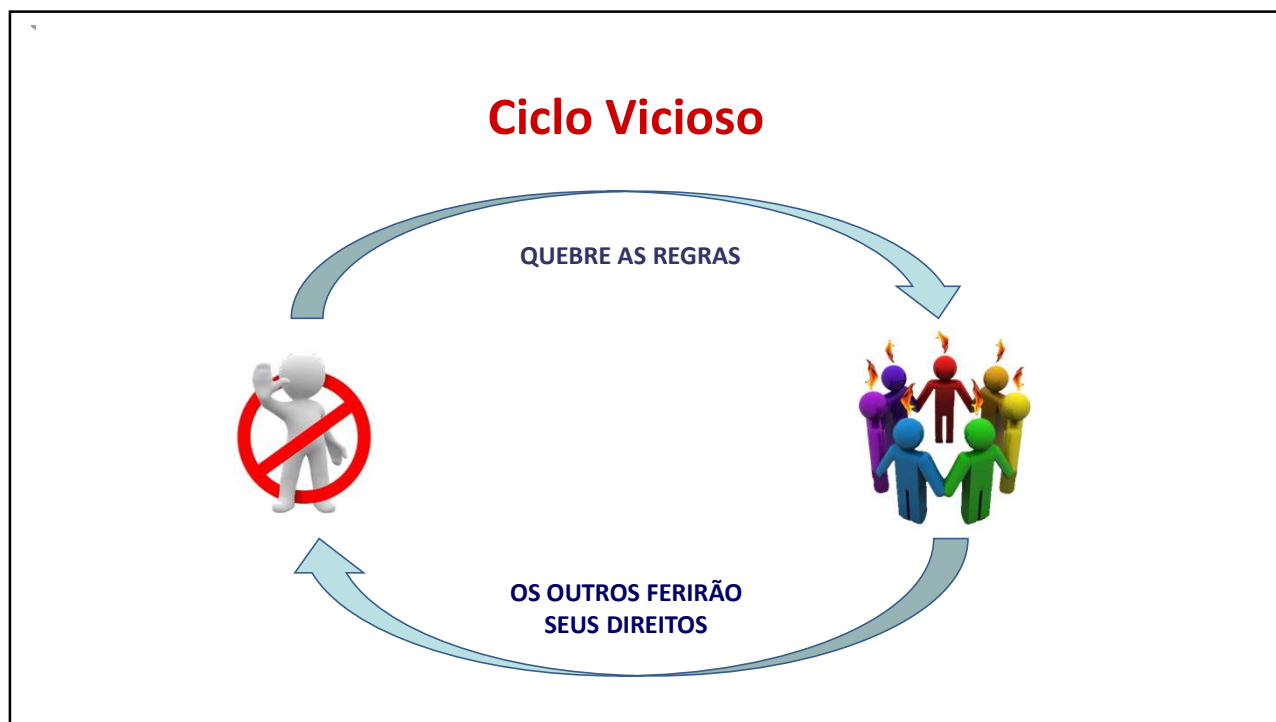 Ciclo Vicioso
QUEBRE AS REGRAS
OS OUTROS FERIRÃO
SEUS DIREITOS